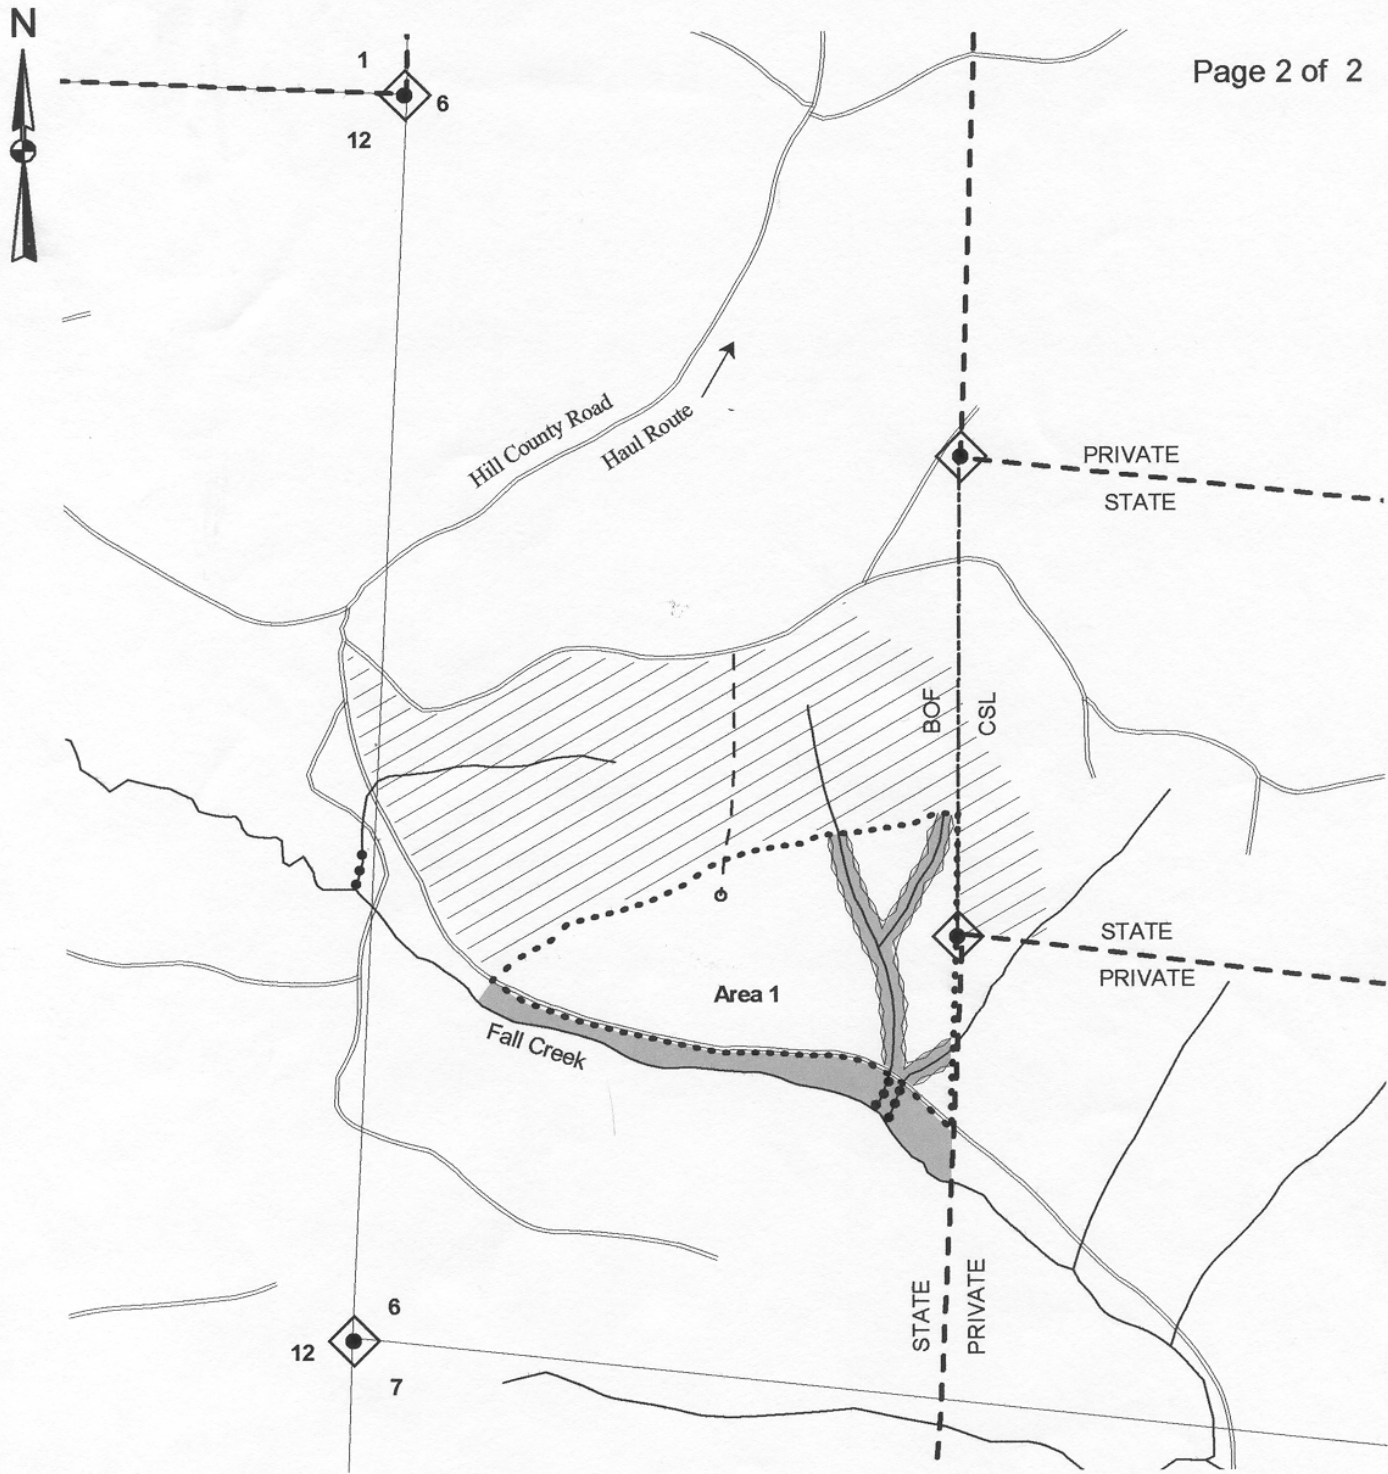 N
Page 2 of 2
1
6
12
Hill County Road
Haul Route
PRIVATE
STATE
BOF
CSL
STATE
PRIVATE
Area 1
Fall Creek
STATE
PRIVATE
6
12
7